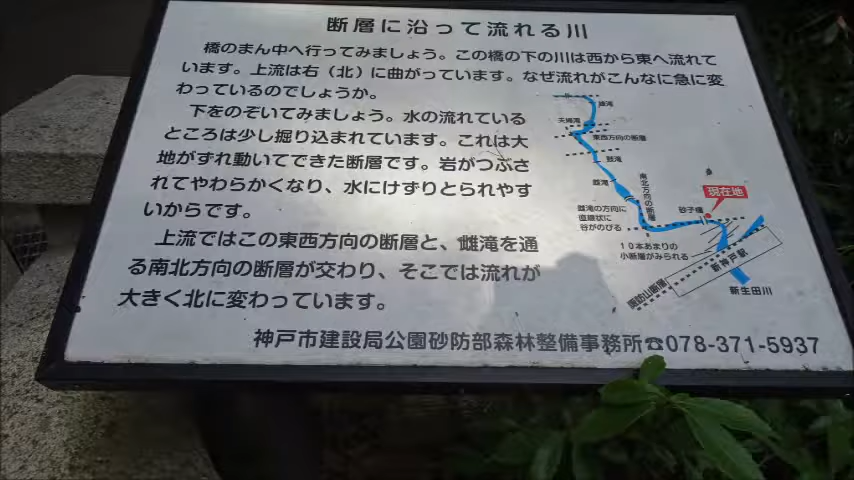 断層に沿って流れる川
橋のまん中へ行ってみましょう。この橋の下の川は西から東へ流れて
います。上流は右（北）に曲がっています。なぜ流れがこんなに急に変
わっているのでしょうか。
下をのぞいてみましょう。水の流れている
ところは少し掘り込まれています。これは大
地がずれ動いてできた断層です。岩がつぶさ
れてやわらかくなり、水にけずりとられやす
いからです。
上流ではこの東西方向の断層と、雌滝を通
る南北方向の断層が交わり、そこでは流れが
大きく北に変わっています。
雄滝
夫婦滝
東西方向の断層
鼓滝
雌滝
南北方向の断層
鼓滝の方向に
直線状に
谷がのびる
現在地
砂子橋
10本あまりの
小断層がみられる
新神戸駅
諏訪山断層
新生田川
神戸市建設局公園砂防部森林整備事務所☎078-371-5937